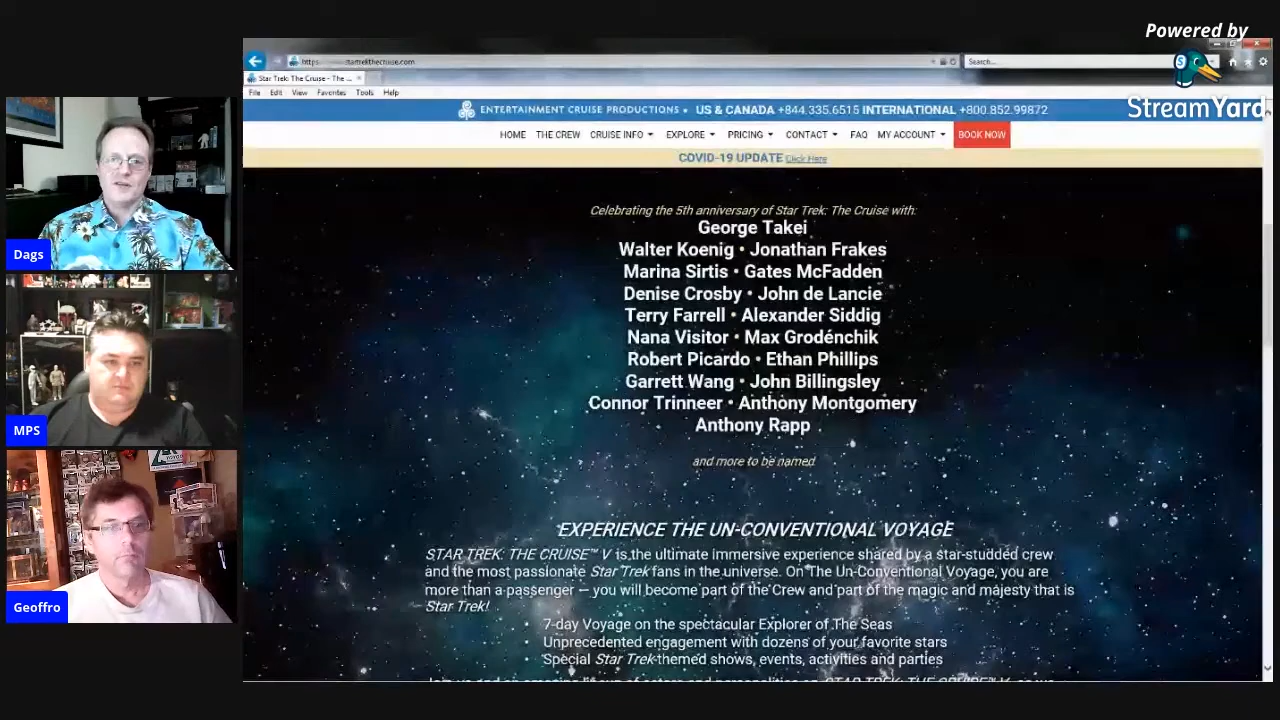 Powered by
StreamYard
https startrekthecruise.com
Search...
Star Trek: The Cruise - The ...
File Edit View Favorites Tools Help
ENTERTAINMENT CRUISE PRODUCTIONS • US & CANADA +844.335.6515 INTERNATIONAL +800.852.99872
HOME THE CREW CRUISE INFO EXPLORE PRICING CONTACT FAQ MY ACCOUNT BOOK NOW
COVID-19 UPDATE Click Here
Celebrating the 5th anniversary of Star Trek: The Cruise with:
George Takei
Walter Koenig • Jonathan Frakes
Marina Sirtis • Gates McFadden
Denise Crosby • John de Lancie
Terry Farrell • Alexander Siddig
Nana Visitor • Max Grodénchik
Robert Picardo • Ethan Phillips
Garrett Wang • John Billingsley
Connor Trinneer • Anthony Montgomery
Anthony Rapp
and more to be named
EXPERIENCE THE UN-CONVENTIONAL VOYAGE
STAR TREK: THE CRUISE™ V is the ultimate immersive experience shared by a star-studded crew
and the most passionate Star Trek fans in the universe. On The Un-Conventional Voyage, you are
more than a passenger — you will become part of the Crew and part of the magic and majesty that is
Star Trek!
• 7-day Voyage on the spectacular Explorer of The Seas
• Unprecedented engagement with dozens of your favorite stars
• Special Star Trek-themed shows, events, activities and parties
Dags
MPS
Geoffro